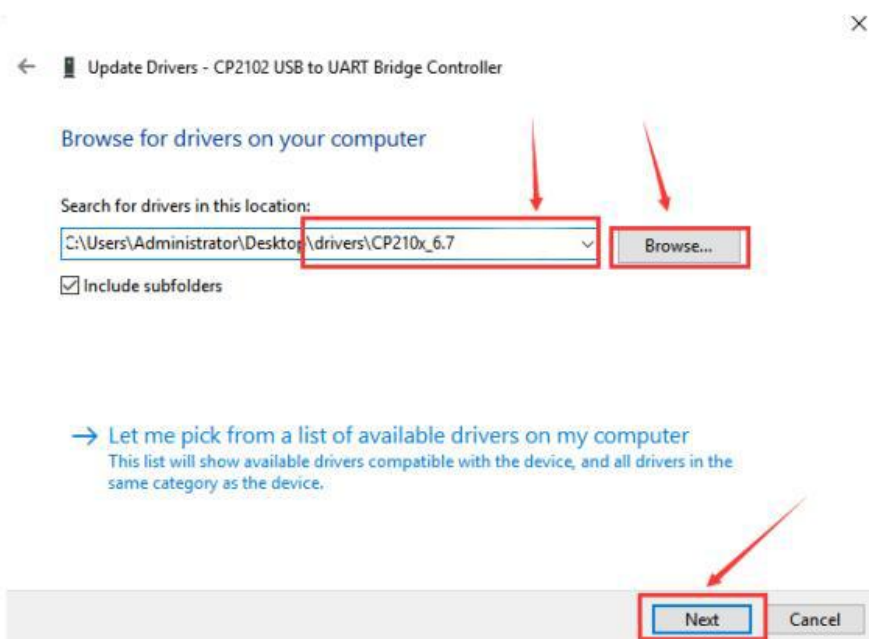 Update Drivers - CP2102 USB to UART Bridge Controller
Browse for drivers on your computer
Search for drivers in this location:
C:\Users\Administrator\Desktop\drivers\CP210x_6.7
Browse...
Include subfolders
Let me pick from a list of available drivers on my computer
This list will show available drivers compatible with the device, and all drivers in the
same category as the device.
Next
Cancel